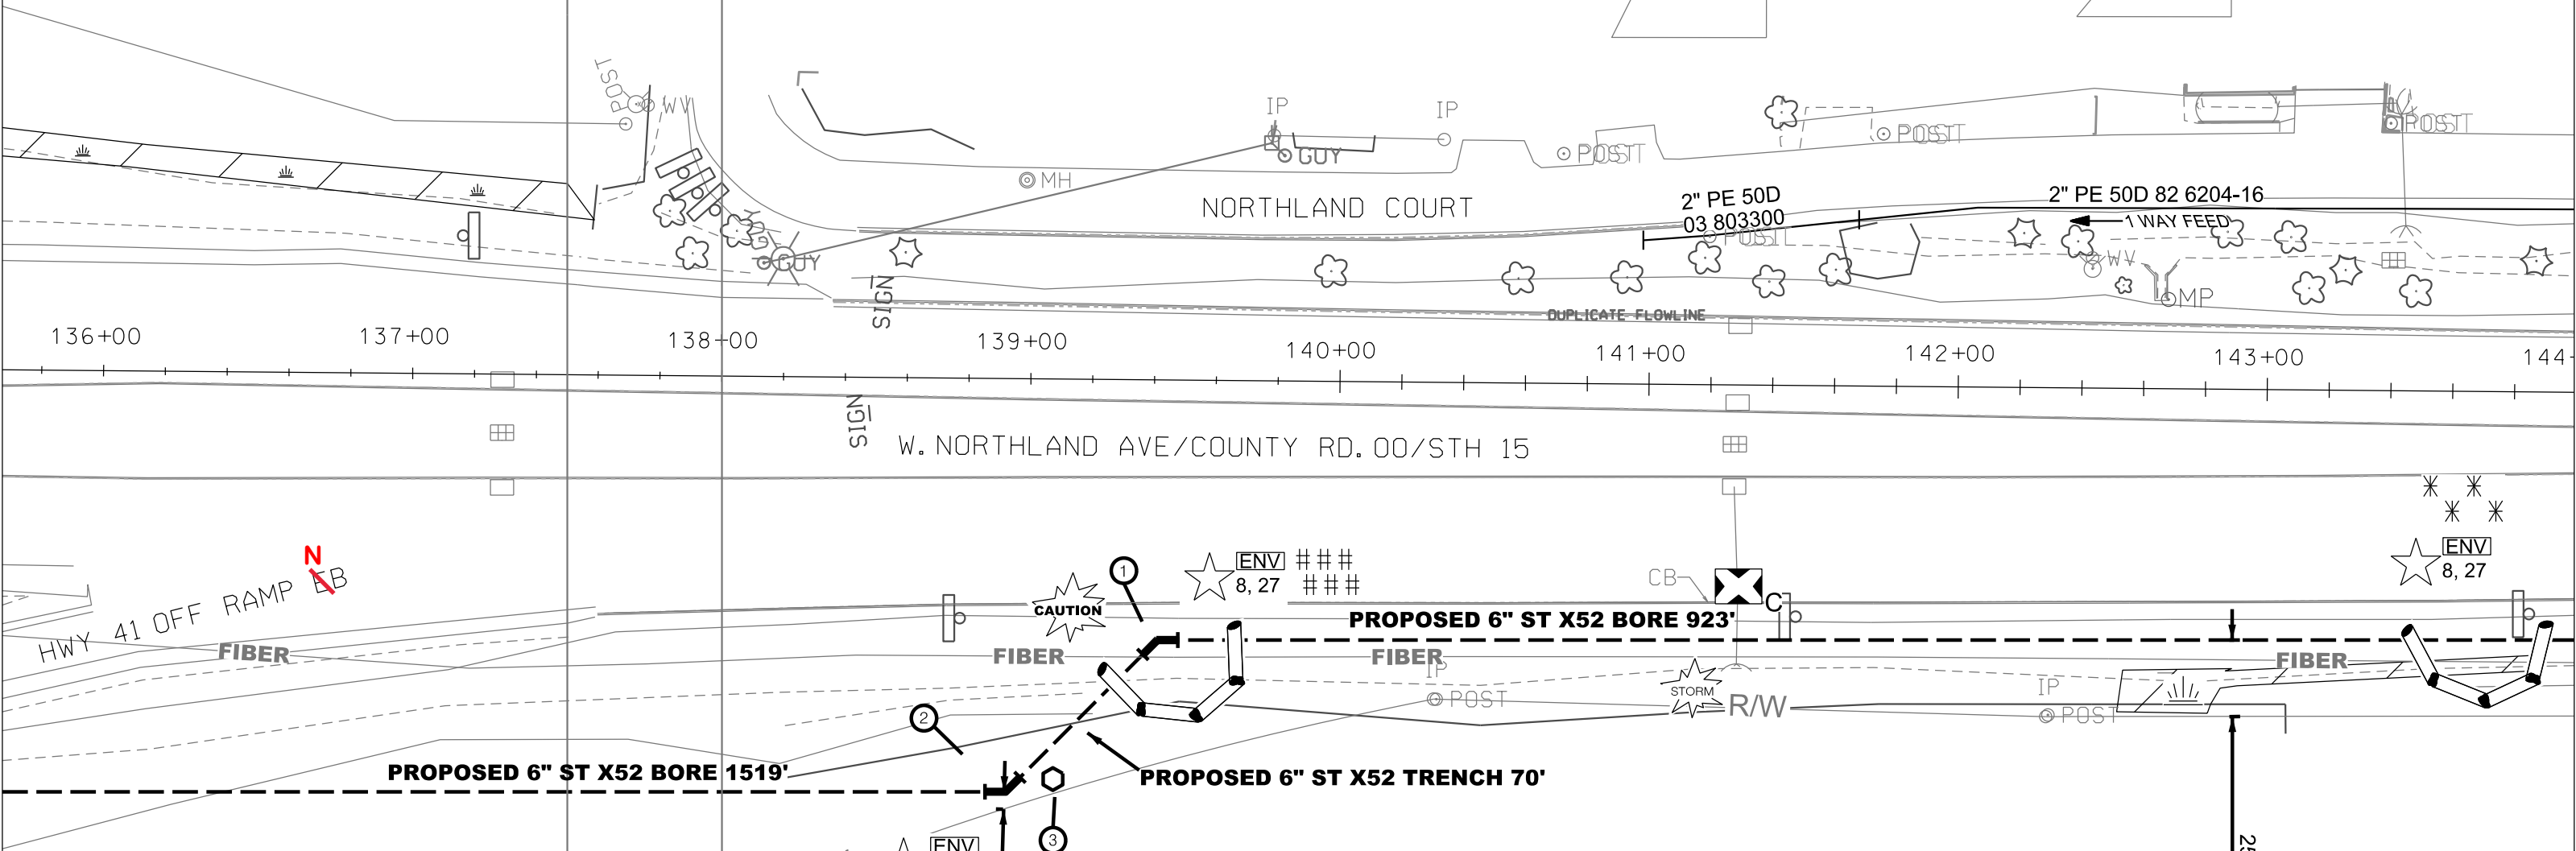 POST
WV
IP
IP
GUY
MH
POST
POST
POST
NORTHLAND COURT
2" PE 50D
03 803300
2" PE 50D 82 6204-16
1 WAY FEED
POST
GUY
WV
MP
SIGN
DUPLICATE FLOWLINE
136+00
137+00
138+00
139+00
140+00
141+00
142+00
143+00
144
SIGN
W. NORTHLAND AVE/COUNTY RD. OO/STH 15
N
HWY 41 OFF RAMP EB
1
ENV
8, 27
###
###
CAUTION
CB
C
ENV
8, 27
PROPOSED 6" ST X52 BORE 923'
FIBER
FIBER
FIBER
FIBER
IP
POST
STORM
R/W
IP
POST
2
PROPOSED 6" ST X52 BORE 1519'
PROPOSED 6" ST X52 TRENCH 70'
3
ENV
25